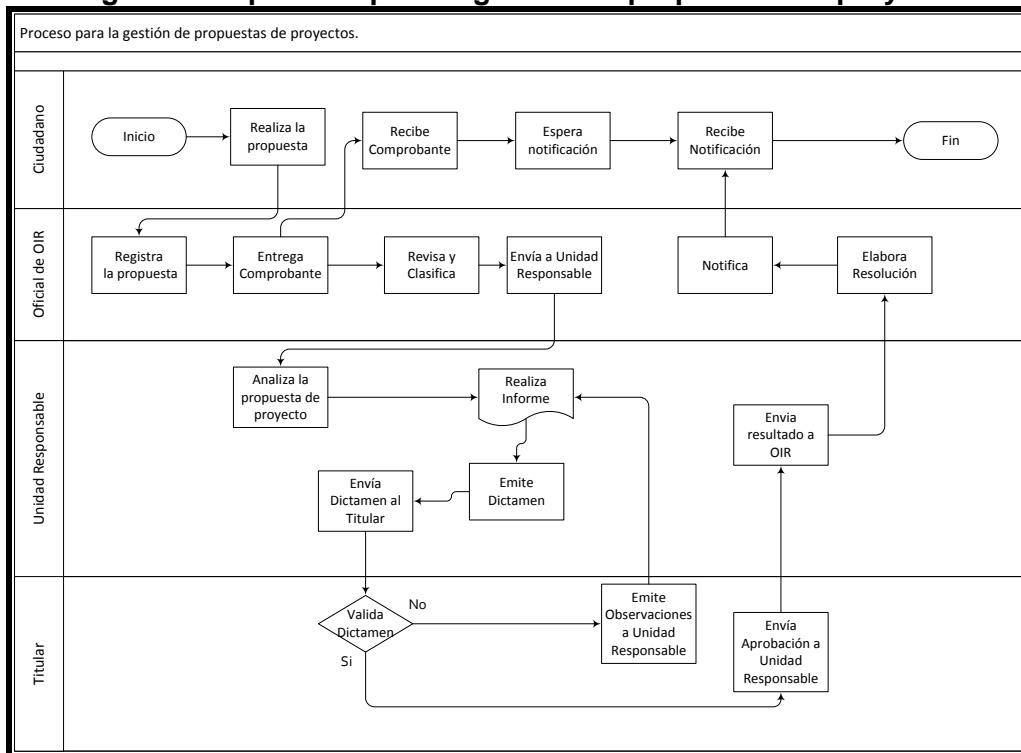 Proceso para la gestión de propuestas de proyectos.
Ciudadano
Inicio
Realiza la
propuesta
Recibe
Comprobante
Espera
notificación
Recibe
Notificación
Fin
Oficial de OIR
Registra
la propuesta
Entrega
Comprobante
Revisa y
Clasifica
Envía a Unidad
Responsable
Notifica
Elabora
Resolución
Unidad Responsable
Analiza la
propuesta de
proyecto
Realiza
Informe
Envia
resultado a
OIR
Envía
Dictamen al
Titular
Emite
Dictamen
Titular
Valida
Dictamen
No
Si
Emite
Observaciones
a Unidad
Responsable
Envía
Aprobación a
Unidad
Responsable